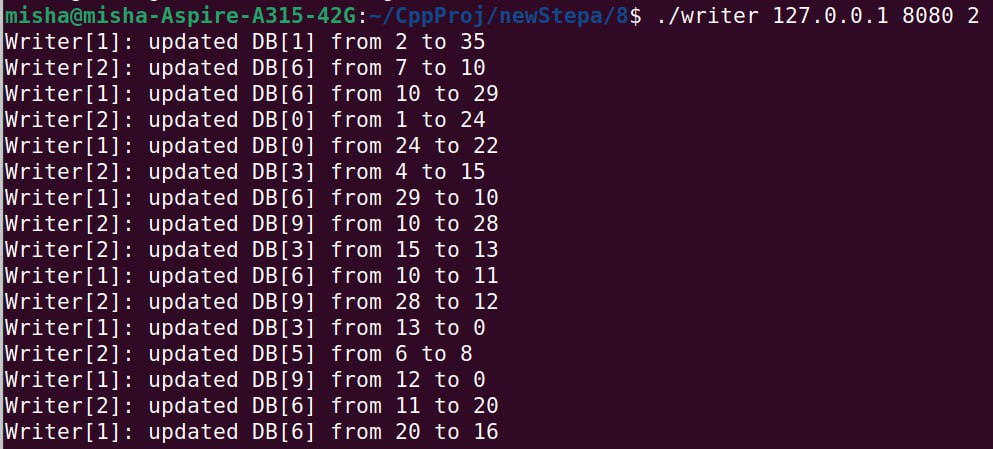 misha@misha-Aspire-A315-42G:~/CppProj/newStepa/8$ ./writer 127.0.0.1 8080 2
Writer[1]: updated DB[1] from 2 to 35
Writer[2]: updated DB[6] from 7 to 10
Writer[1]: updated DB[6] from 10 to 29
Writer[2]: updated DB[0] from 1 to 24
Writer[1]: updated DB[0] from 24 to 22
Writer[2]: updated DB[3] from 4 to 15
Writer[1]: updated DB[6] from 29 to 10
Writer[2]: updated DB[9] from 10 to 28
Writer[2]: updated DB[3] from 15 to 13
Writer[1]: updated DB[6] from 10 to 11
Writer[2]: updated DB[9] from 28 to 12
Writer[1]: updated DB[3] from 13 to 0
Writer[2]: updated DB[5] from 6 to 8
Writer[1]: updated DB[9] from 12 to 0
Writer[2]: updated DB[6] from 11 to 20
Writer[1]: updated DB[6] from 20 to 16